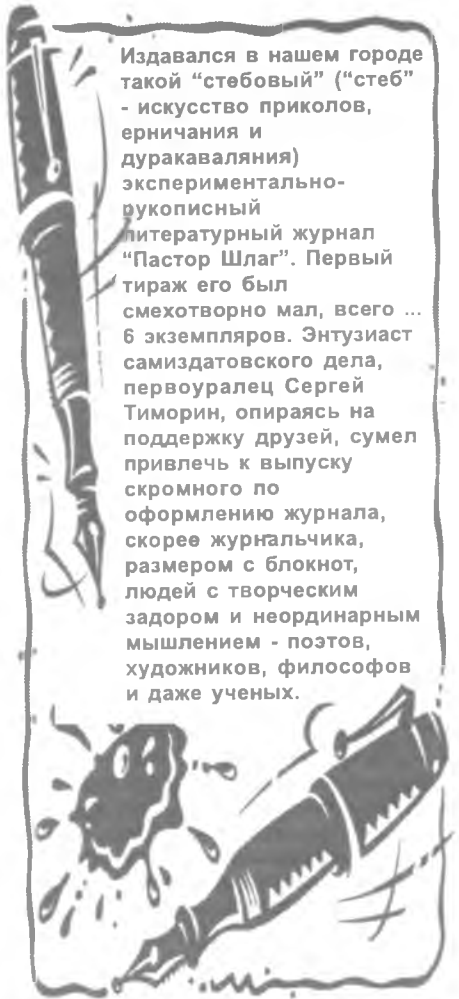 Издавался в нашем городе
такой “стебовый” (“стеб”
- искусство приколов,
ерничания и
дуракаваляния)
экспериментально-
рукописный
литературный журнал
“Пастор Шлаг”. Первый
тираж его был
смехотворно мал, всего ...
6 экземпляров. Энтузиаст
самиздатовского дела,
первоуралец Сергей
Тиморин, опираясь на
поддержку друзей, сумел
привлечь к выпуску
скромного по
оформлению журнала,
скорее журнальчика,
размером с блокнот,
людей с творческим
задором и неординарным
мышлением - поэтов,
художников, философов
и даже ученых.